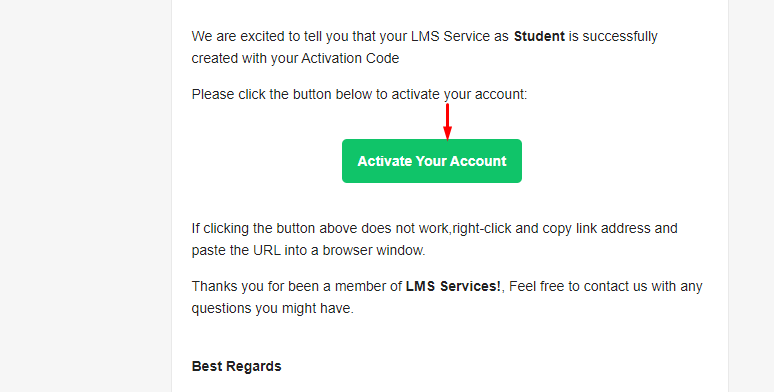 We are excited to tell you that your LMS Service as Student is successfully
created with your Activation Code
Please click the button below to activate your account:
Activate Your Account
If clicking the button above does not work,right-click and copy link address and
paste the URL into a browser window.
Thanks you for been a member of LMS Services!, Feel free to contact us with any
questions you might have.
Best Regards